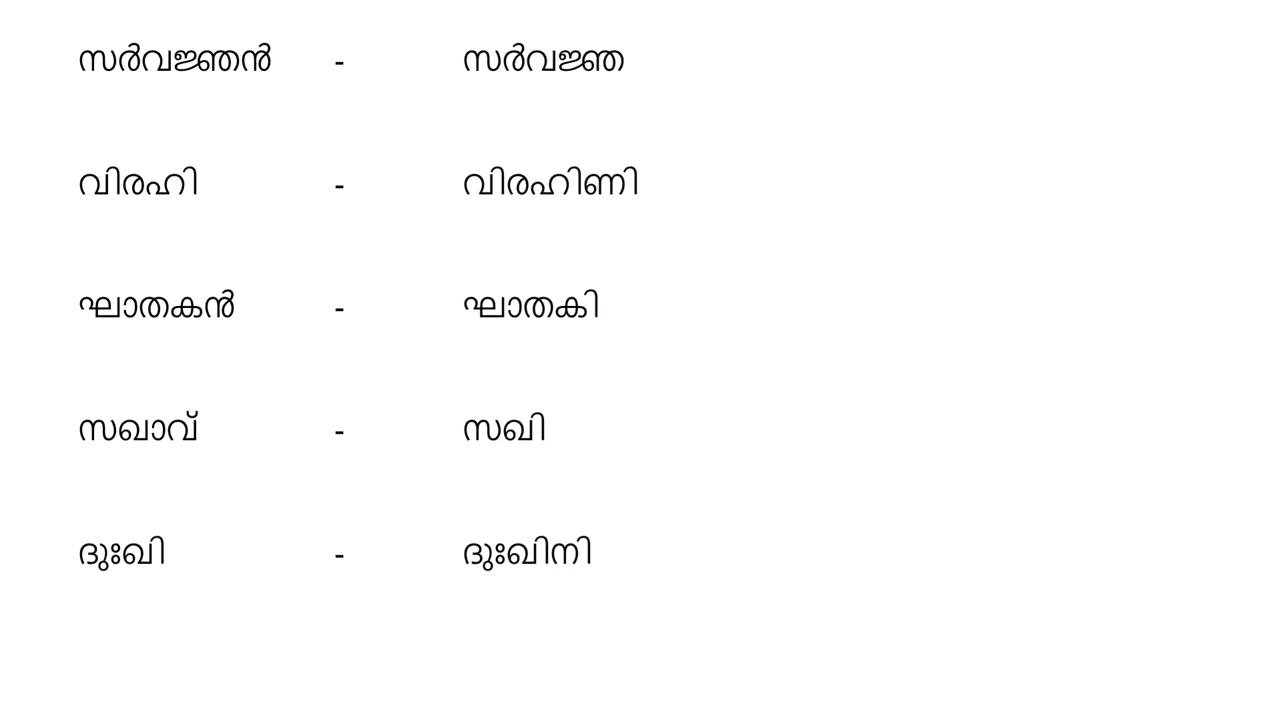 സർവജ്ഞൻ - സർവജ്ഞ
വിരഹി - വിരഹിണി
ഘാതകൻ - ഘാതകി
സഖാവ് - സഖി
ദുഃഖി - ദുഃഖിനി